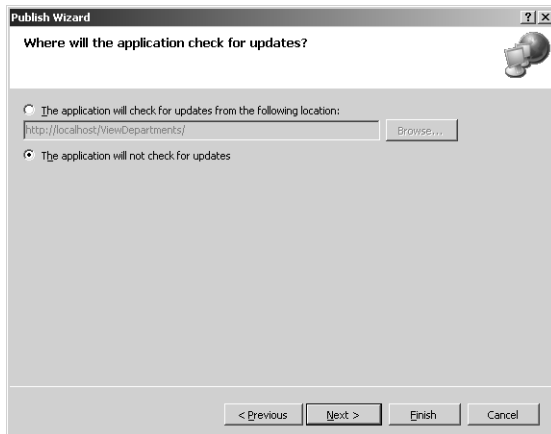 Publish Wizard
Where will the application check for updates?
The application will check for updates from the following location:
http://localhost/ViewDepartments/ Browse...
The application will not check for updates
< Previous Next > Finish Cancel